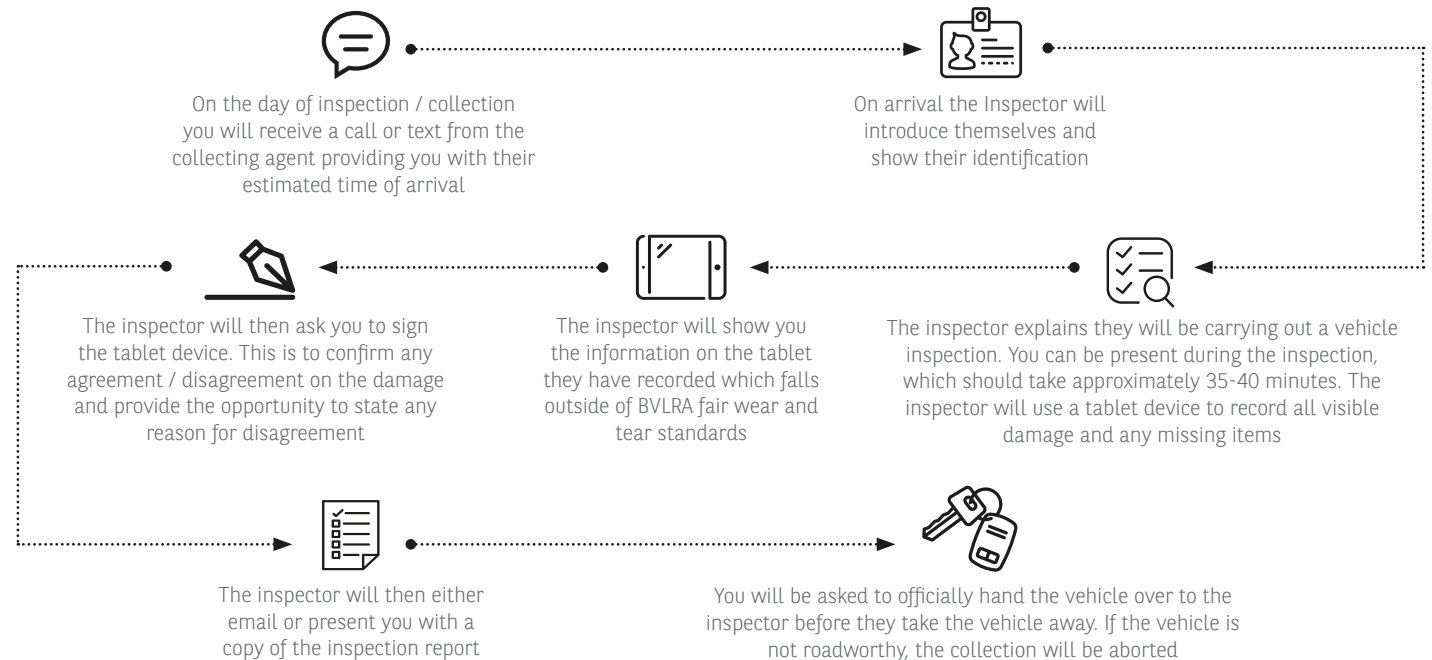 On the day of inspection / collection
you will receive a call or text from the
collecting agent providing you with their
estimated time of arrival
On arrival the Inspector will
introduce themselves and
show their identification
The inspector explains they will be carrying out a vehicle
inspection. You can be present during the inspection,
which should take approximately 35-40 minutes. The
inspector will use a tablet device to record all visible
damage and any missing items
The inspector will show you
the information on the tablet
they have recorded which falls
outside of BVLRA fair wear and
tear standards
The inspector will then ask you to sign
the tablet device. This is to confirm any
agreement / disagreement on the damage
and provide the opportunity to state any
reason for disagreement
The inspector will then either
email or present you with a
copy of the inspection report
You will be asked to officially hand the vehicle over to the
inspector before they take the vehicle away. If the vehicle is
not roadworthy, the collection will be aborted